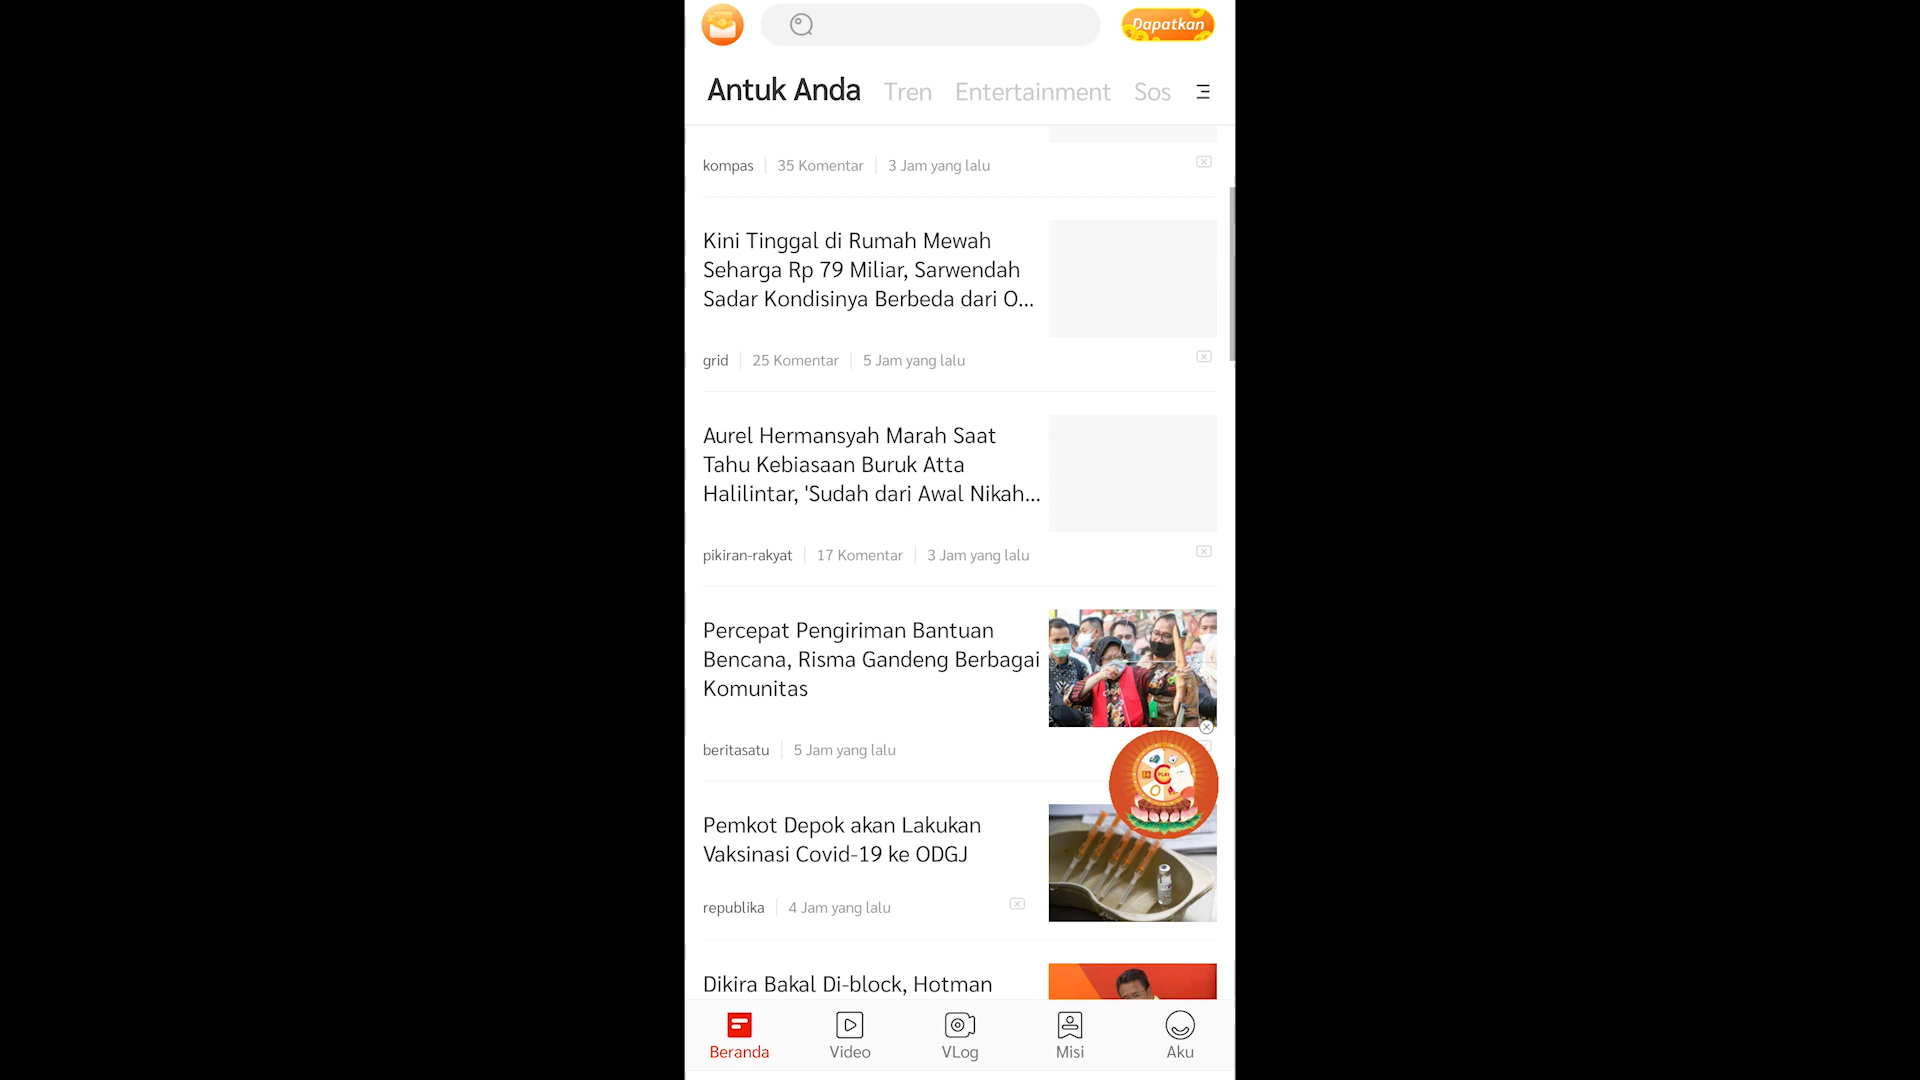 Dapatkan
Antuk Anda Tren Entertainment Sos
kompas 35 Komentar 3 Jam yang lalu
Kini Tinggal di Rumah Mewah
Seharga Rp 79 Miliar, Sarwendah
Sadar Kondisinya Berbeda dari O...
grid 25 Komentar 5 Jam yang lalu
Aurel Hermansyah Marah Saat
Tahu Kebiasaan Buruk Atta
Halilintar, 'Sudah dari Awal Nikah...
pikiran-rakyat 17 Komentar 3 Jam yang lalu
Percepat Pengiriman Bantuan
Bencana, Risma Gandeng Berbagai
Komunitas
beritasatu 5 Jam yang lalu
PLAY
Pemkot Depok akan Lakukan
Vaksinasi Covid-19 ke ODGJ
republika 4 Jam yang lalu
Dikira Bakal Di-block, Hotman
Beranda Video VLog Misi Aku